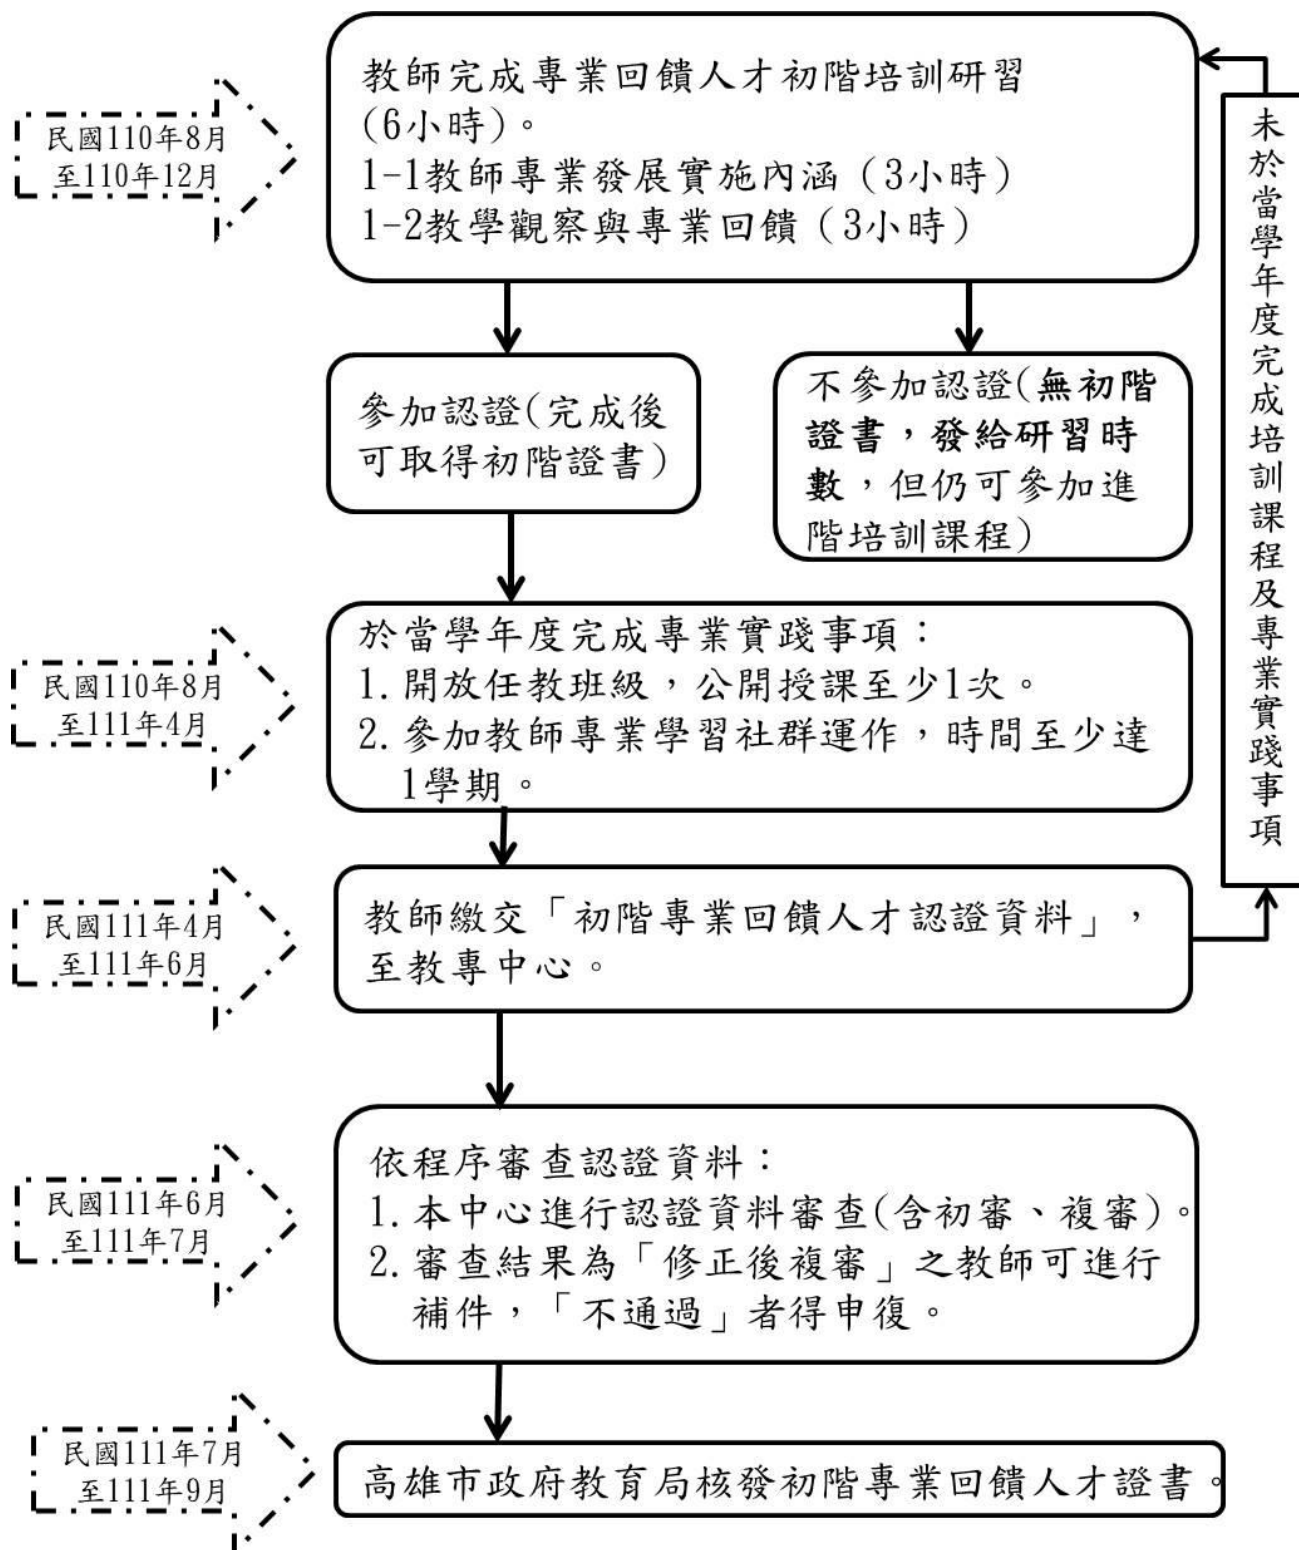 民國110年8月
至110年12月
教師完成專業回饋人才初階培訓研習
(6小時)。
1-1教師專業發展實施內涵（3小時）
1-2教學觀察與專業回饋（3小時）
未於當學年度完成培訓課程及專業實踐事項
參加認證(完成後
可取得初階證書)
不參加認證(無初階
證書，發給研習時
數，但仍可參加進
階培訓課程)
民國110年8月
至111年4月
於當學年度完成專業實踐事項：
1. 開放任教班級，公開授課至少1次。
2. 參加教師專業學習社群運作，時間至少達
1學期。
民國111年4月
至111年6月
教師繳交「初階專業回饋人才認證資料」，
至教專中心。
民國111年6月
至111年7月
依程序審查認證資料：
1. 本中心進行認證資料審查(含初審、複審)。
2. 審查結果為「修正後複審」之教師可進行
補件，「不通過」者得申復。
民國111年7月
至111年9月
高雄市政府教育局核發初階專業回饋人才證書。